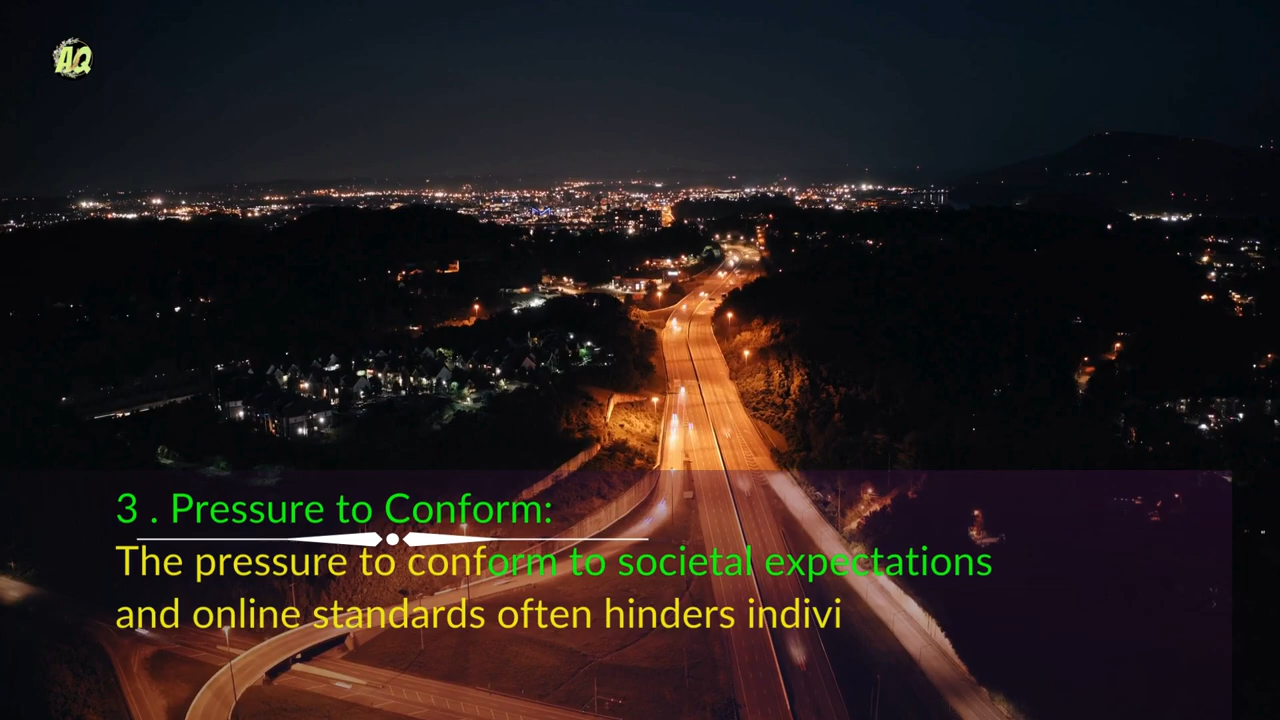 AQ
3 . Pressure to Conform:
The pressure to conform to societal expectations
and online standards often hinders indivi